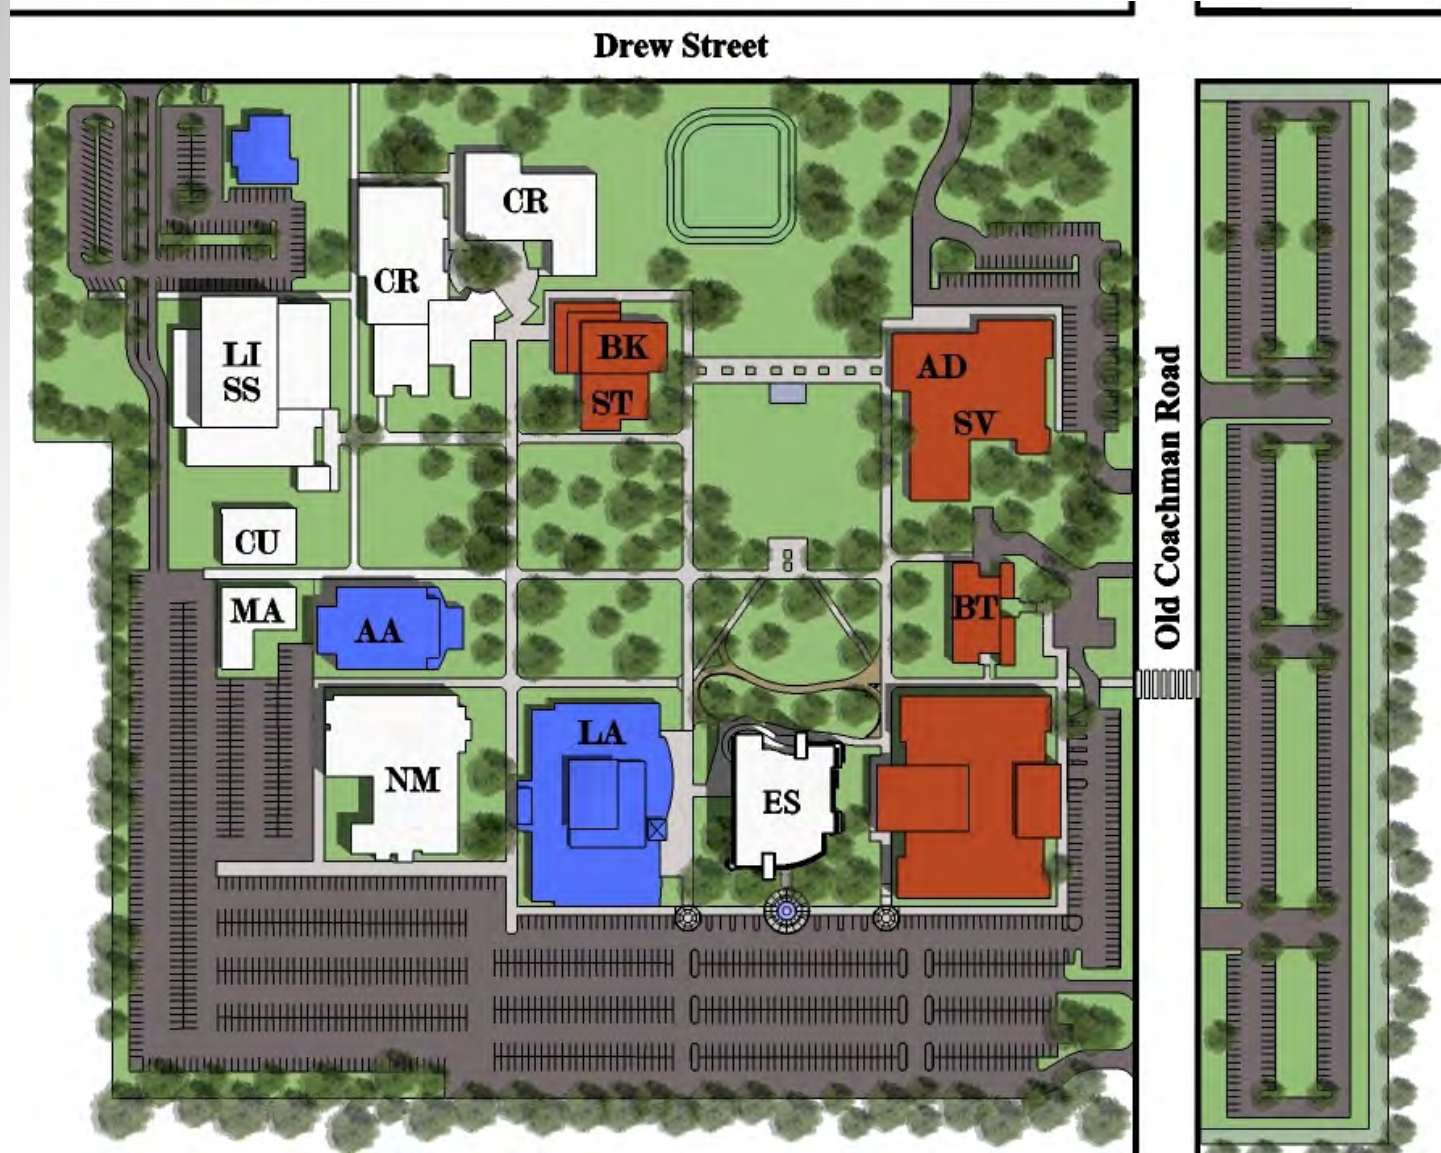 Drew Street
CR
CR
LI
SS
BK
ST
AD
SV
Old Coachman Road
CU
MA
AA
BT
NM
LA
ES